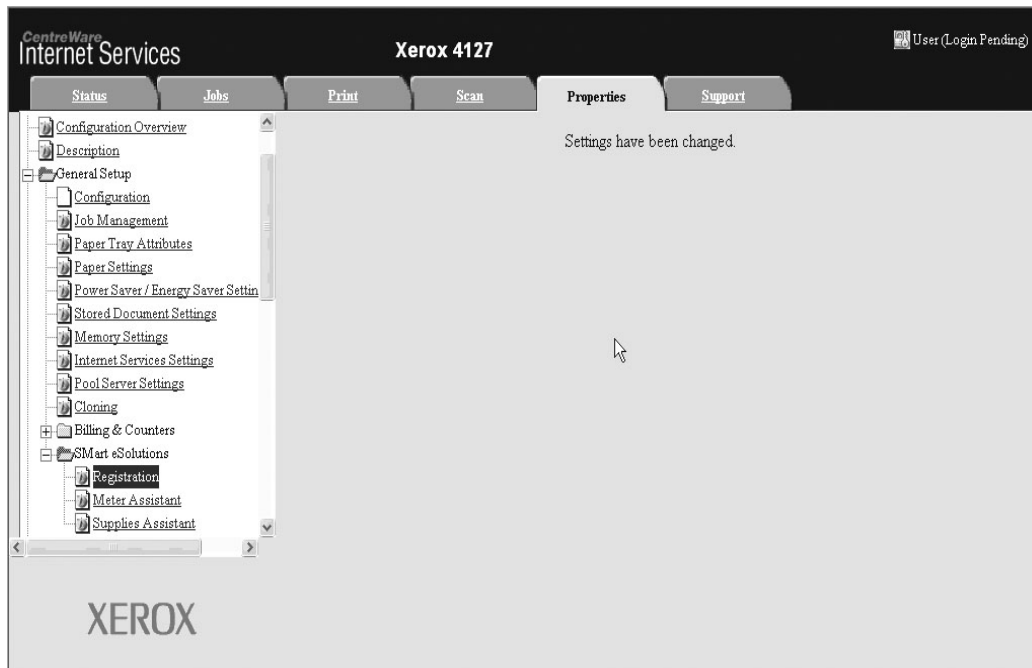 CentreWare
Internet Services
Xerox 4127
User (Login Pending)
Status
Jobs
Print
Scan
Properties
Support
Configuration Overview
Description
General Setup
Configuration
Job Management
Paper Tray Attributes
Paper Settings
Power Saver / Energy Saver Settin
Stored Document Settings
Memory Settings
Internet Services Settings
Pool Server Settings
Cloning
Billing & Counters
SMart eSolutions
Registration
Meter Assistant
Supplies Assistant
Settings have been changed.
XEROX